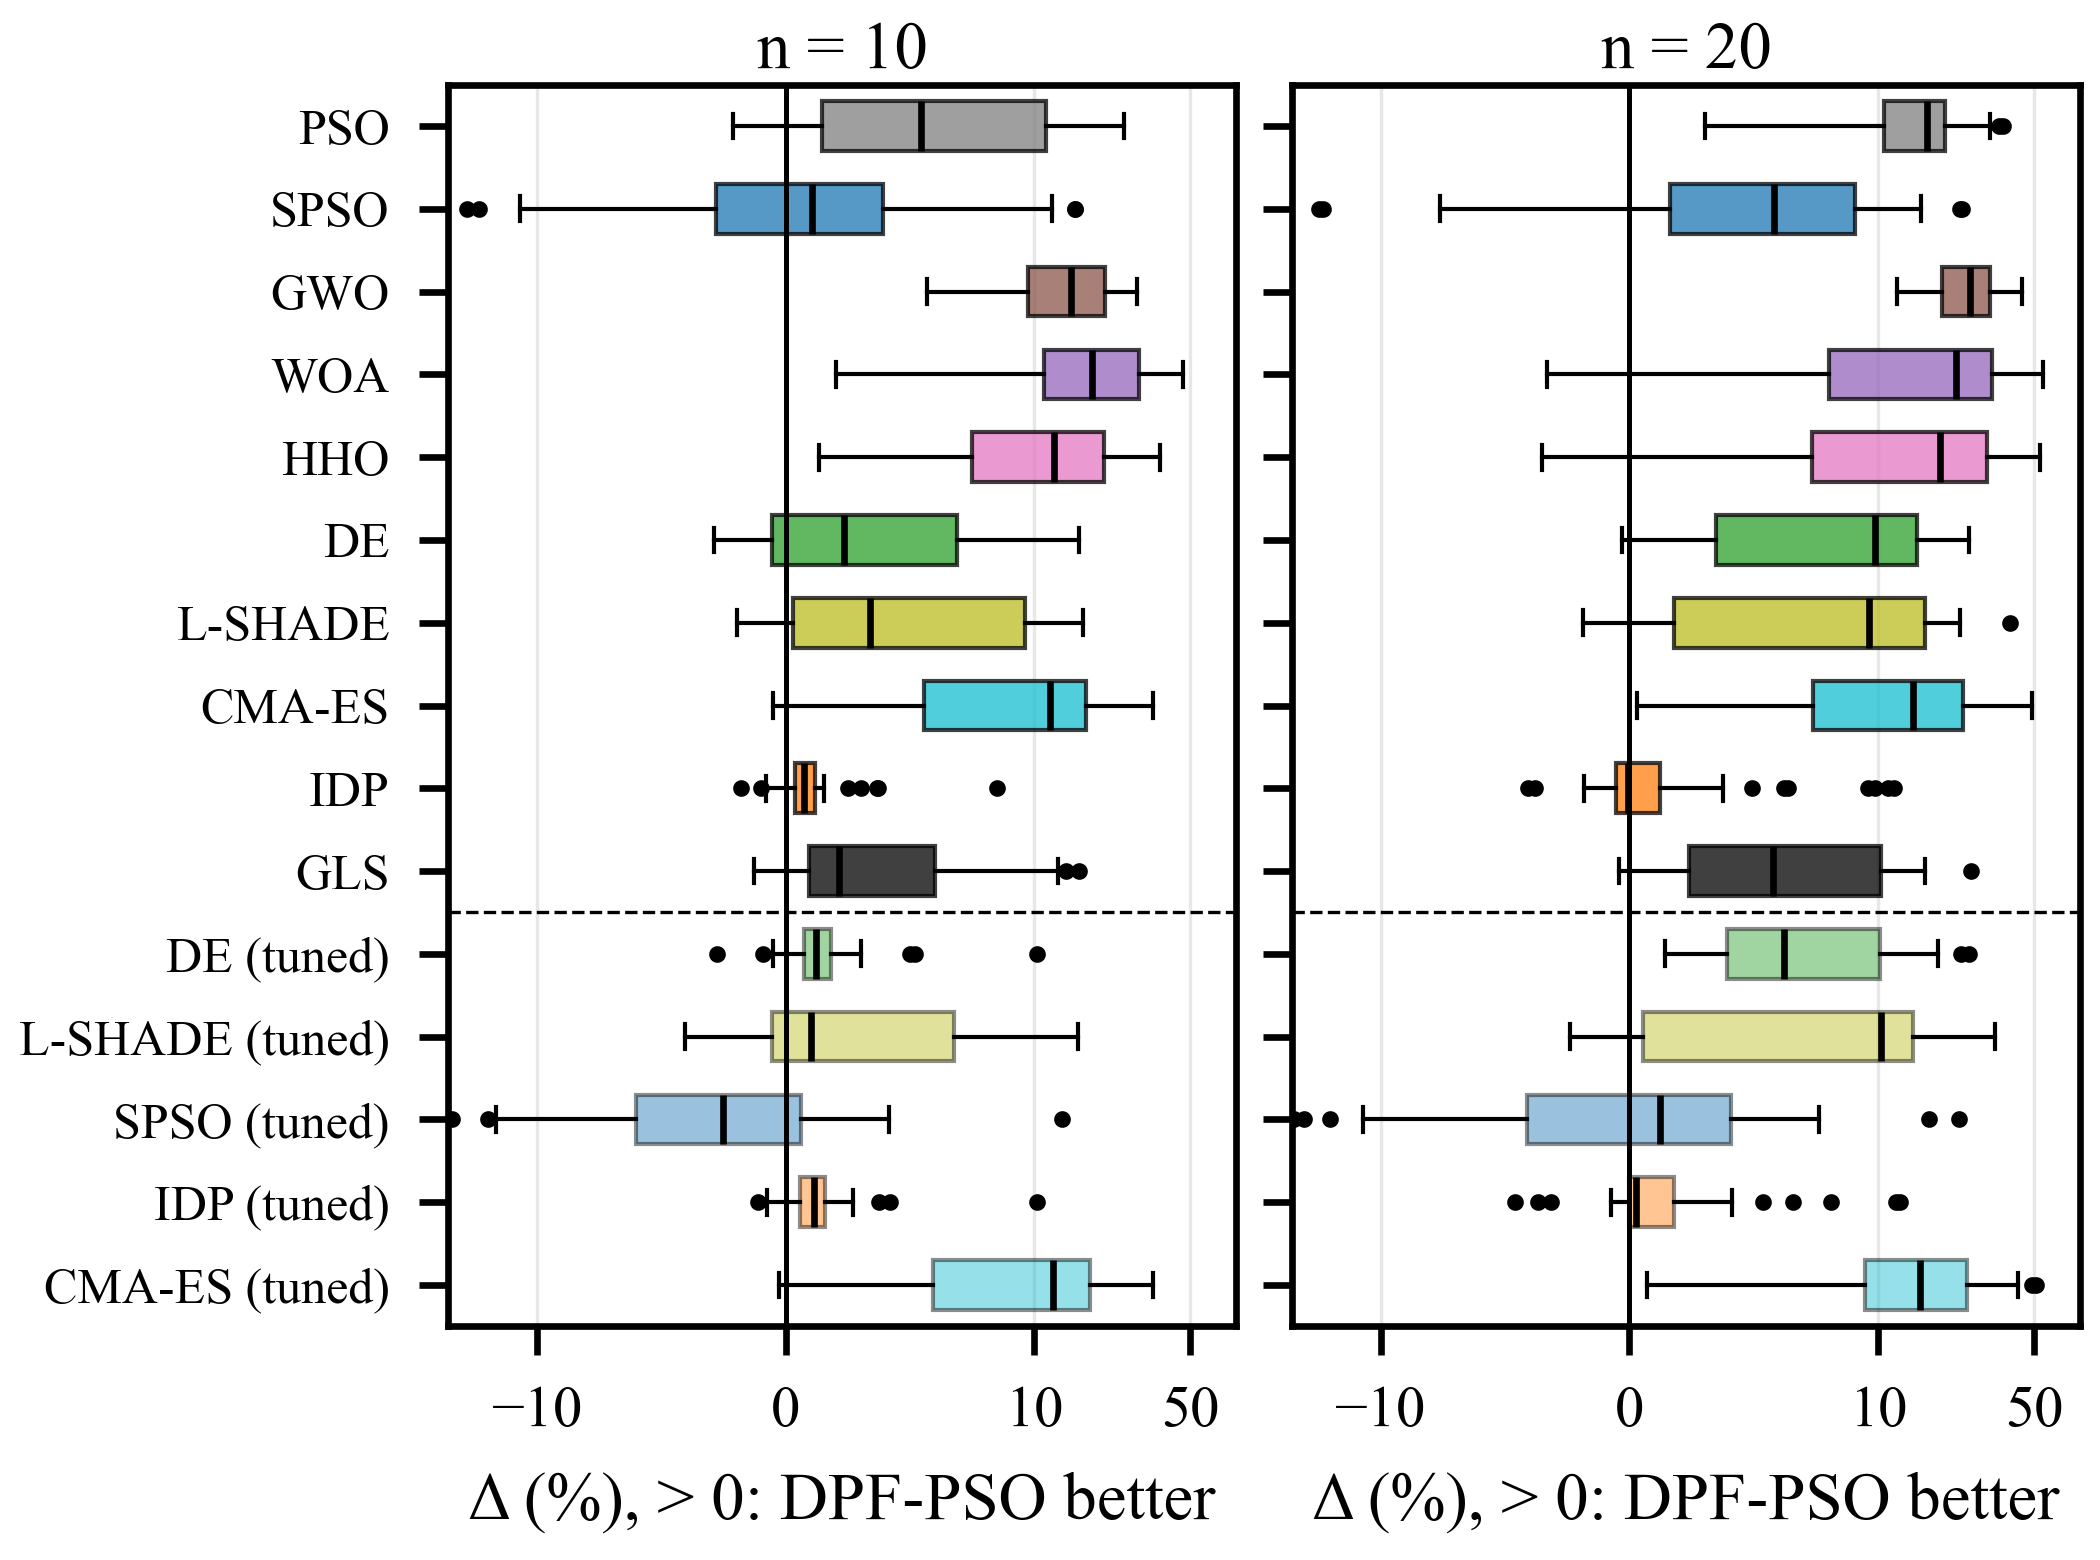 n = 10
n = 20
PSO
SPSO
GWO
WOA
HHO
DE
L-SHADE
CMA-ES
IDP
GLS
DE (tuned)
L-SHADE (tuned)
SPSO (tuned)
IDP (tuned)
CMA-ES (tuned)
−10 0 10 50
−10 0 10 50
Δ (%), > 0: DPF-PSO better
Δ (%), > 0: DPF-PSO better